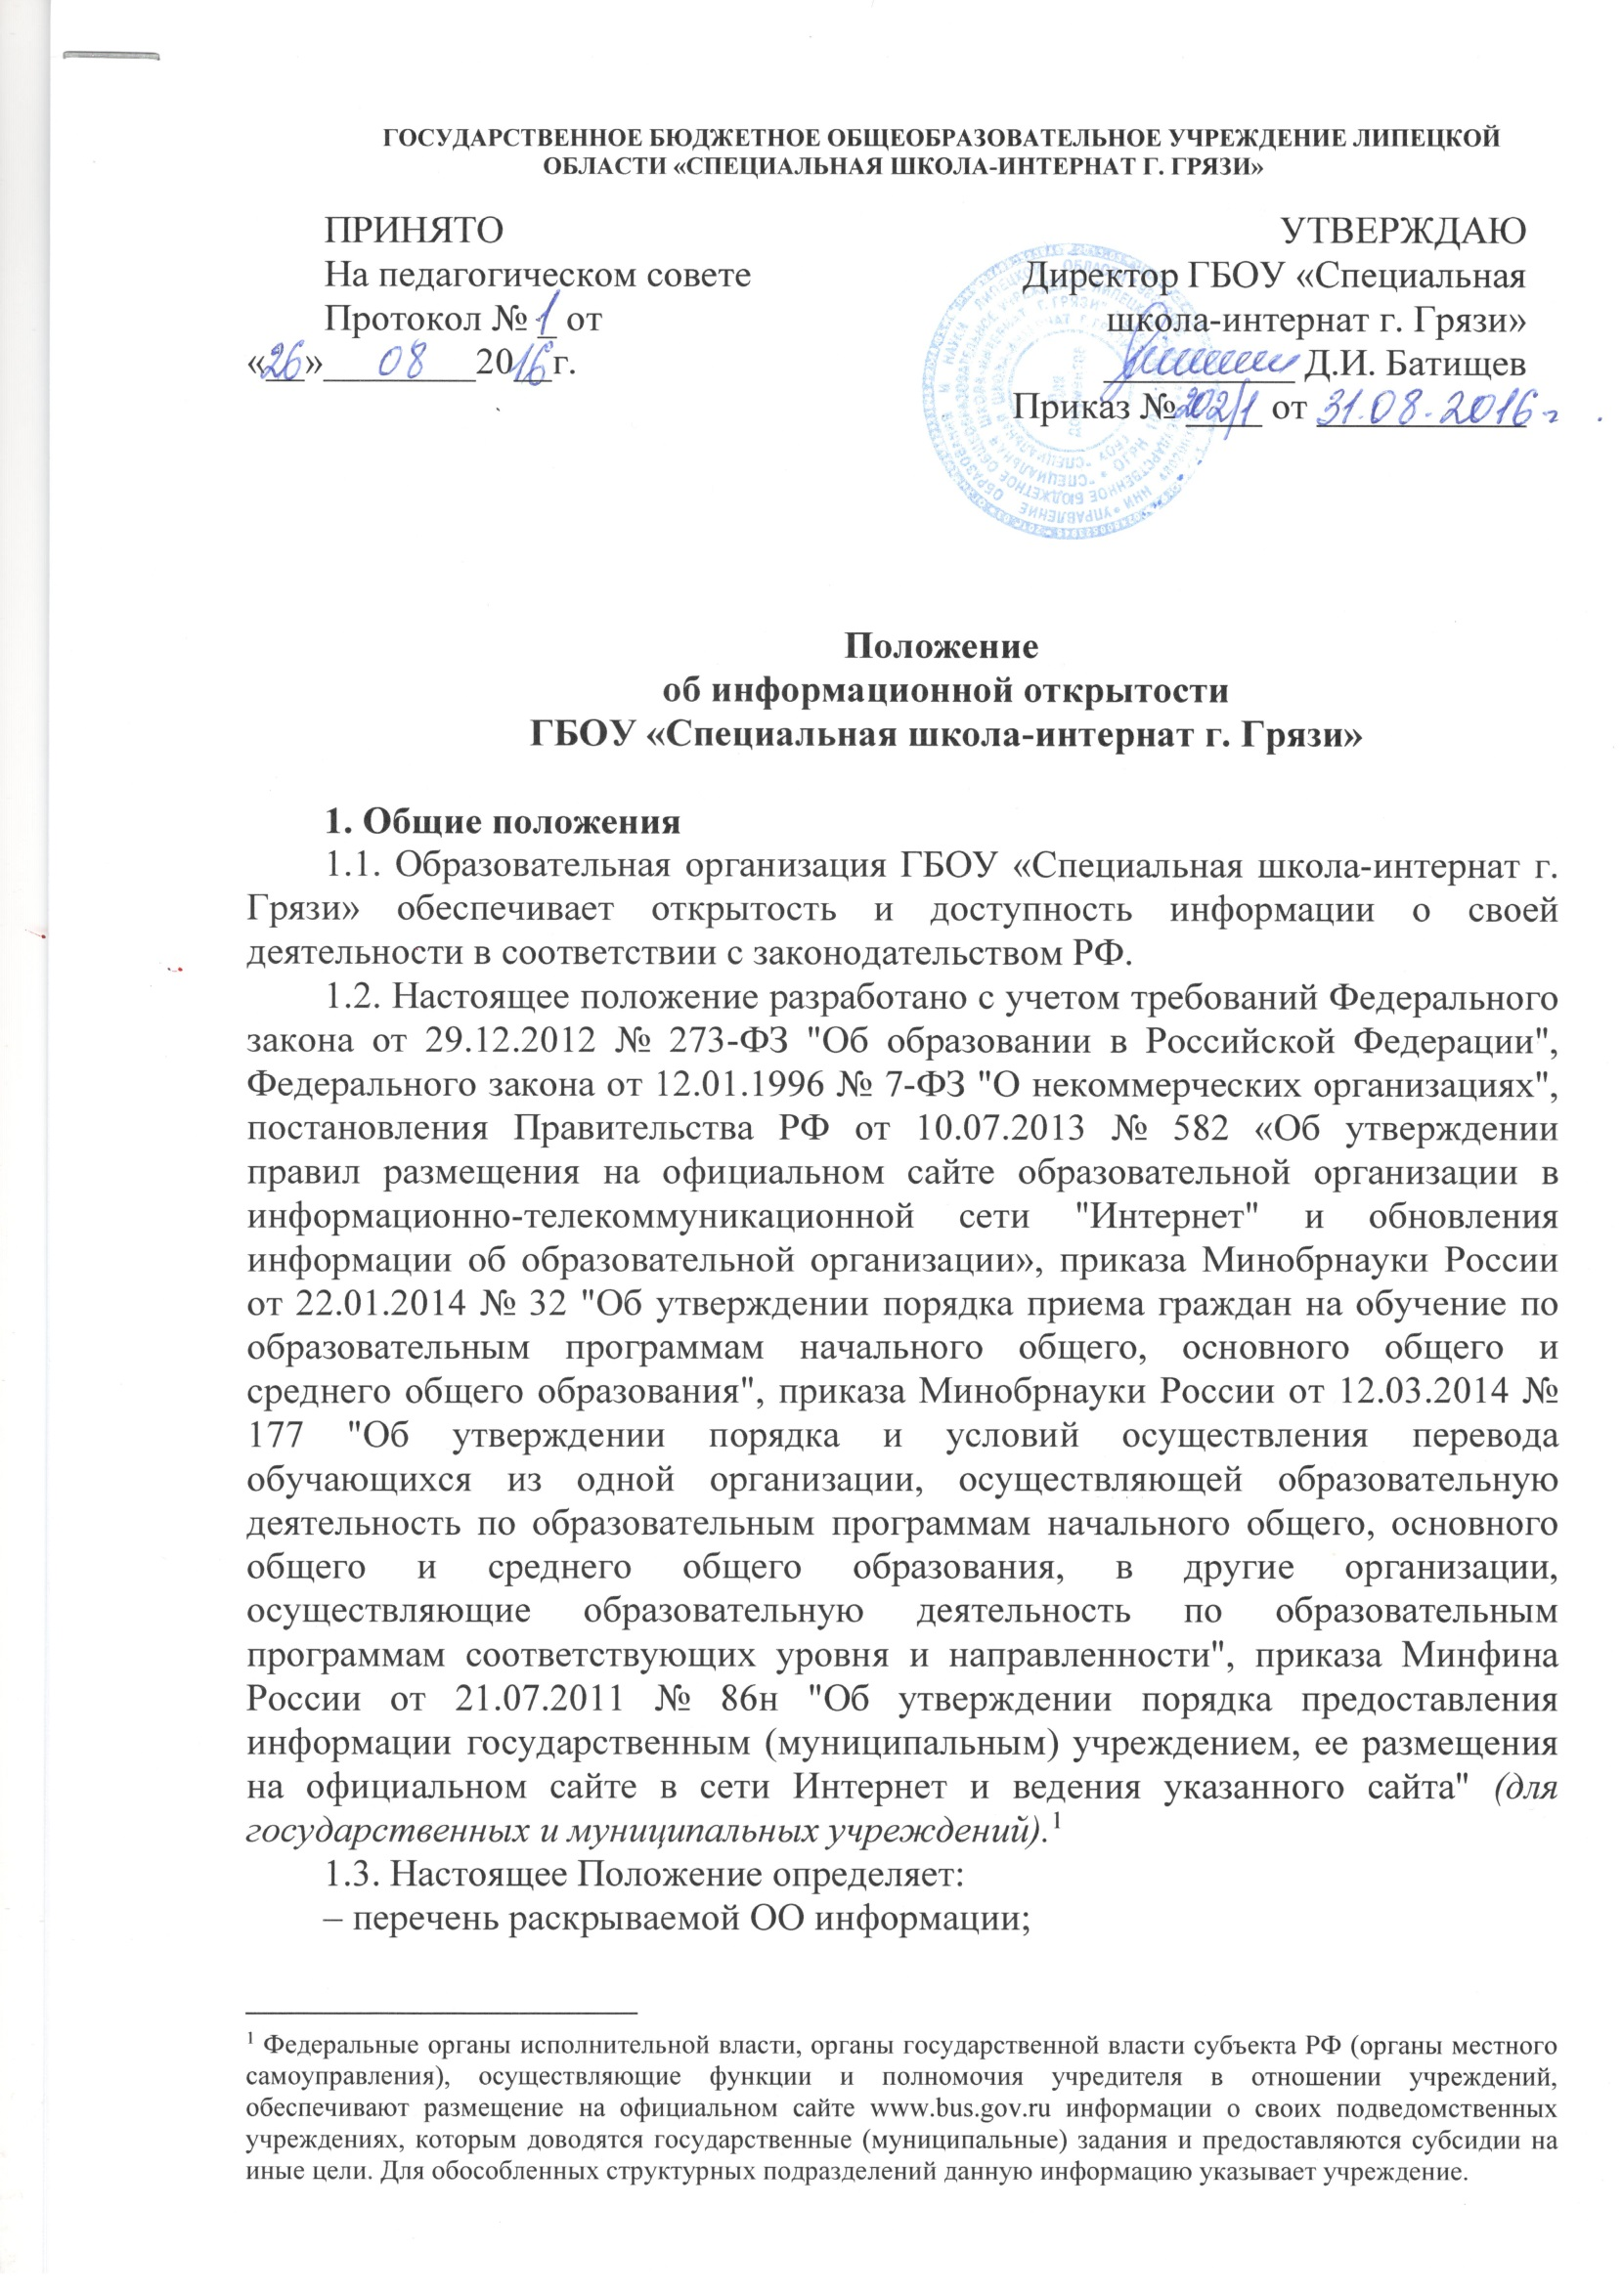 ГОСУДАРСТВЕННОЕ БЮДЖЕТНОЕ ОБЩЕОБРАЗОВАТЕЛЬНОЕ УЧРЕЖДЕНИЕ ЛИПЕЦКОЙ
ОБЛАСТИ «СПЕЦИАЛЬНАЯ ШКОЛА-ИНТЕРНАТ Г. ГРЯЗИ»
ПРИНЯТО
На педагогическом совете
Протокол № 1 от
«26» 08 2016 г.
УТВЕРЖДАЮ
Директор ГБОУ «Специальная
школа-интернат г. Грязи»
Д.И. Батищев
Приказ № 202/1 от 31.08.2016 г
Положение
об информационной открытости
ГБОУ «Специальная школа-интернат г. Грязи»
1. Общие положения
1.1. Образовательная организация ГБОУ «Специальная школа-интернат г.
Грязи» обеспечивает открытость и доступность информации о своей
деятельности в соответствии с законодательством РФ.
1.2. Настоящее положение разработано с учетом требований Федерального
закона от 29.12.2012 № 273-ФЗ "Об образовании в Российской Федерации",
Федерального закона от 12.01.1996 № 7-ФЗ "О некоммерческих организациях",
постановления Правительства РФ от 10.07.2013 № 582 «Об утверждении
правил размещения на официальном сайте образовательной организации в
информационно-телекоммуникационной сети "Интернет" и обновления
информации об образовательной организации», приказа Минобрнауки России
от 22.01.2014 № 32 "Об утверждении порядка приема граждан на обучение по
образовательным программам начального общего, основного общего и
среднего общего образования", приказа Минобрнауки России от 12.03.2014 №
177 "Об утверждении порядка и условий осуществления перевода
обучающихся из одной организации, осуществляющей образовательную
деятельность по образовательным программам начального общего, основного
общего и среднего общего образования, в другие организации,
осуществляющие образовательную деятельность по образовательным
программам соответствующих уровня и направленности", приказа Минфина
России от 21.07.2011 № 86н "Об утверждении порядка предоставления
информации государственным (муниципальным) учреждением, ее размещения
на официальном сайте в сети Интернет и ведения указанного сайта" (для
государственных и муниципальных учреждений).¹
1.3. Настоящее Положение определяет:
– перечень раскрываемой ОО информации;
¹ Федеральные органы исполнительной власти, органы государственной власти субъекта РФ (органы местного
самоуправления), осуществляющие функции и полномочия учредителя в отношении учреждений,
обеспечивают размещение на официальном сайте www.bus.gov.ru информации о своих подведомственных
учреждениях, которым доводятся государственные (муниципальные) задания и предоставляются субсидии на
иные цели. Для обособленных структурных подразделений данную информацию указывает учреждение.